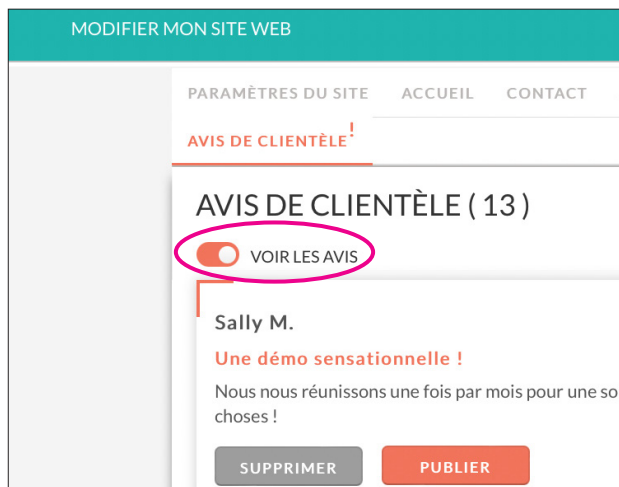 MODIFIER MON SITE WEB
PARAMÈTRES DU SITE ACCUEIL CONTACT
AVIS DE CLIENTÈLE !
AVIS DE CLIENTÈLE ( 13 )
VOIR LES AVIS
Sally M.
Une démo sensationnelle !
Nous nous réunissons une fois par mois pour une so
choses !
SUPPRIMER PUBLIER